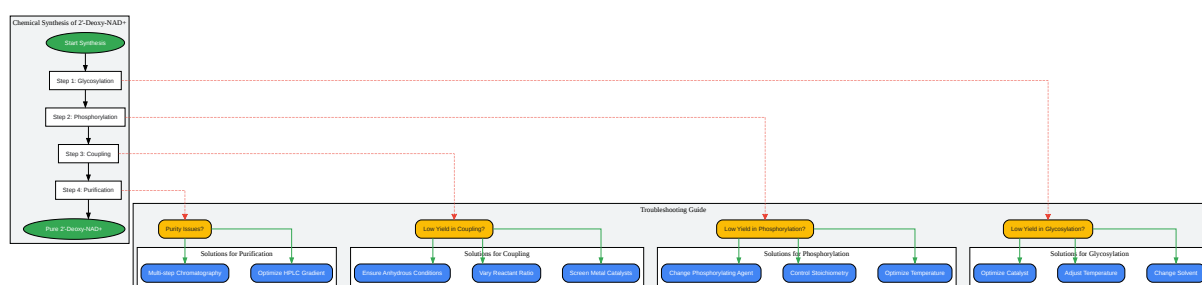 Chemical Synthesis of 2'-Deoxy-NAD+
Start Synthesis
Step 1: Glycosylation
Step 2: Phosphorylation
Step 3: Coupling
Step 4: Purification
Pure 2'-Deoxy-NAD+
Troubleshooting Guide
Purity Issues?
Low Yield in Coupling?
Low Yield in Phosphorylation?
Low Yield in Glycosylation?
Solutions for Purification
Solutions for Coupling
Solutions for Phosphorylation
Solutions for Glycosylation
Multi-step Chromatography
Optimize HPLC Gradient
Ensure Anhydrous Conditions
Vary Reactant Ratio
Screen Metal Catalysts
Change Phosphorylating Agent
Control Stoichiometry
Optimize Temperature
Optimize Catalyst
Adjust Temperature
Change Solvent